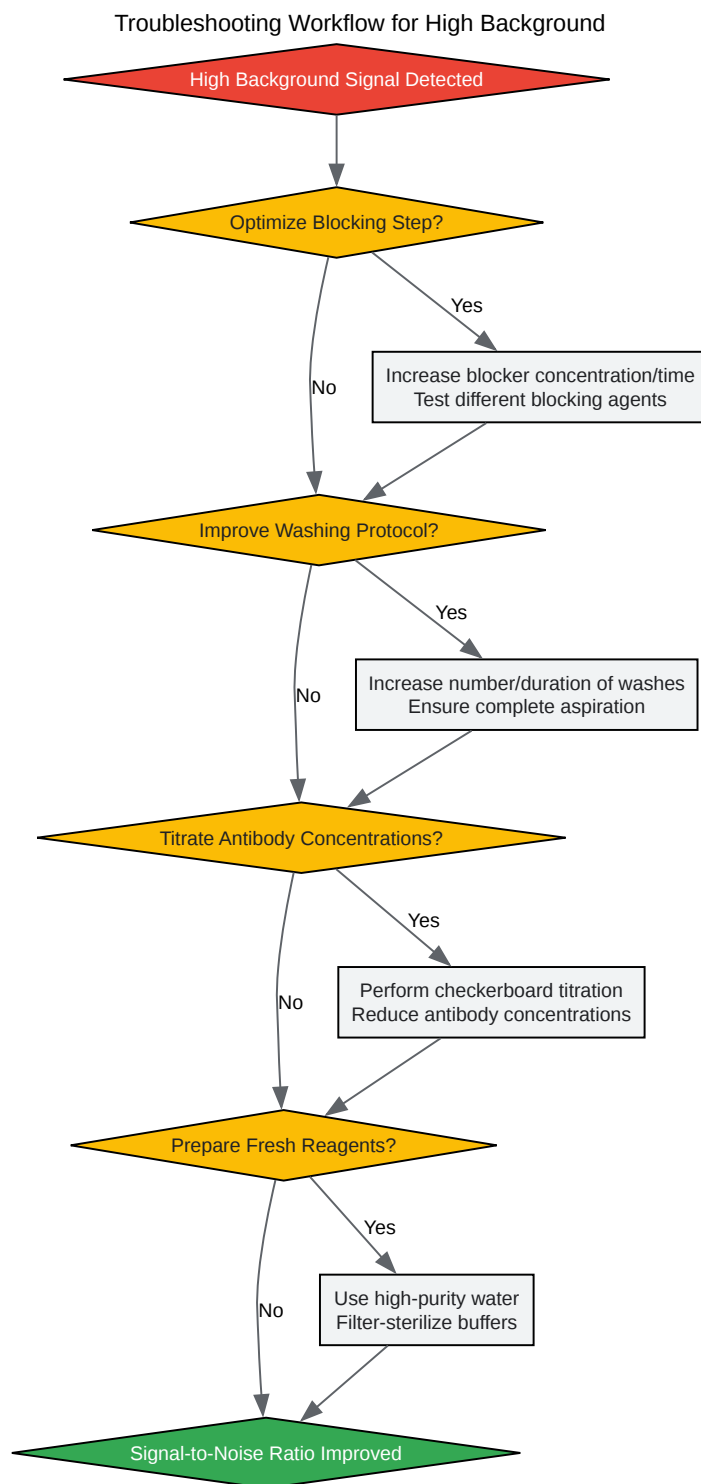 Troubleshooting Workflow for High Background
High Background Signal Detected
Optimize Blocking Step?
Yes
Increase blocker concentration/time
Test different blocking agents
No
Improve Washing Protocol?
Yes
Increase number/duration of washes
Ensure complete aspiration
No
Titrate Antibody Concentrations?
Yes
Perform checkerboard titration
Reduce antibody concentrations
No
Prepare Fresh Reagents?
Yes
Use high-purity water
Filter-sterilize buffers
No
Signal-to-Noise Ratio Improved